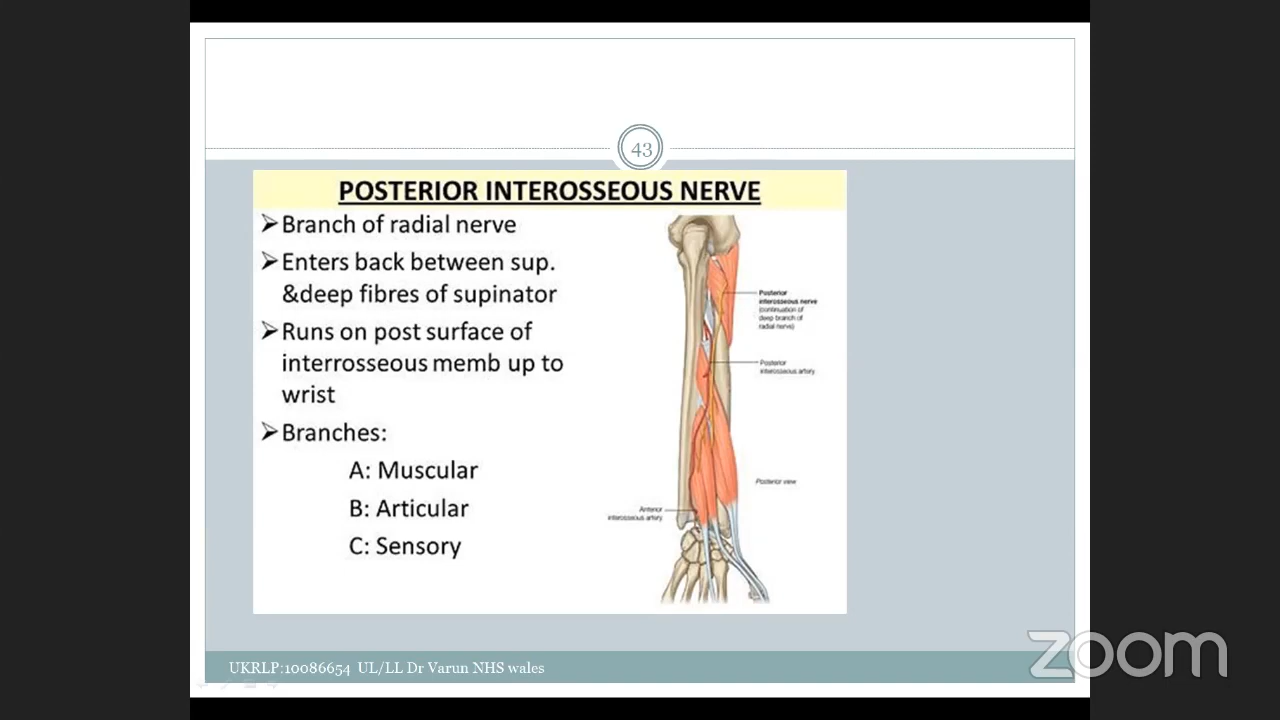 43
POSTERIOR INTEROSSEOUS NERVE
➢Branch of radial nerve
➢Enters back between sup.
&deep fibres of supinator
➢Runs on post surface of
interrosseous memb up to
wrist
➢Branches:
A: Muscular
B: Articular
C: Sensory
Posterior
interosseous nerve
(continuation of
deep branch of
radial nerve)
Posterior
interosseous artery
Posterior view
Anterior
interosseous artery
UKRLP:10086654 UL/LL Dr Varun NHS wales
zoom